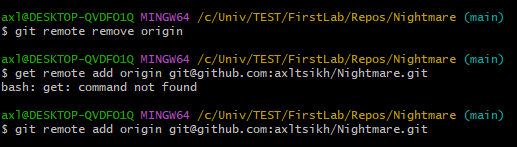 axl@DESKTOP-QVDFO1Q MINGW64 /c/Univ/TEST/FirstLab/Repos/Nightmare (main)
$ git remote remove origin
axl@DESKTOP-QVDFO1Q MINGW64 /c/Univ/TEST/FirstLab/Repos/Nightmare (main)
$ get remote add origin git@github.com:axltsikh/Nightmare.git
bash: get: command not found
axl@DESKTOP-QVDFO1Q MINGW64 /c/Univ/TEST/FirstLab/Repos/Nightmare (main)
$ git remote add origin git@github.com:axltsikh/Nightmare.git